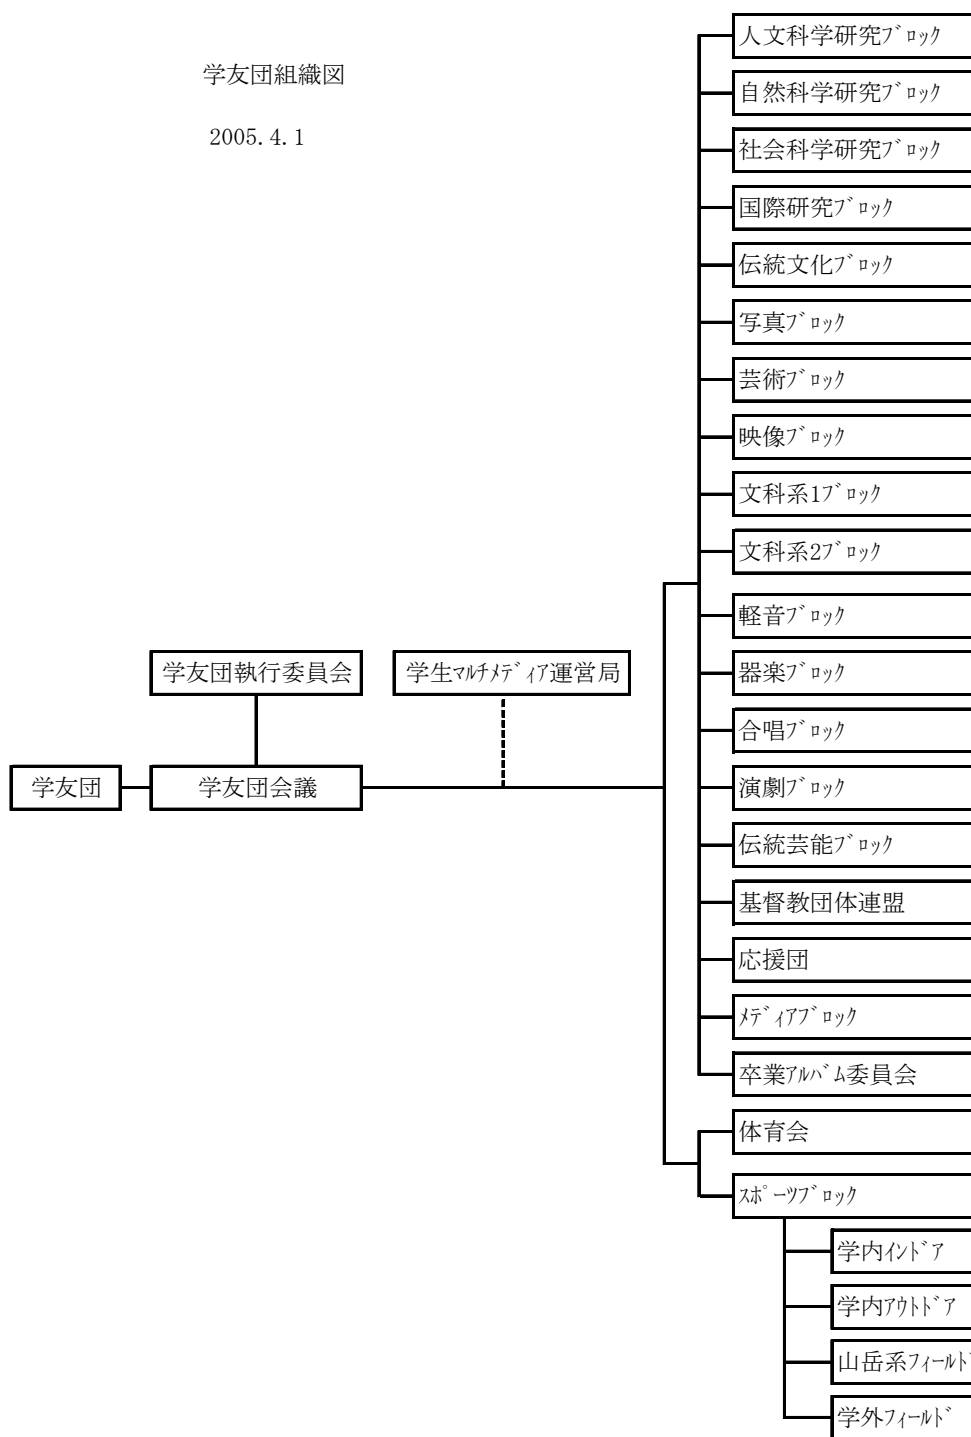 学友団組織図
2005.4.1
人文科学研究ﾌﾞﾛｯｸ
自然科学研究ﾌﾞﾛｯｸ
社会科学研究ﾌﾞﾛｯｸ
国際研究ﾌﾞﾛｯｸ
伝統文化ﾌﾞﾛｯｸ
写真ﾌﾞﾛｯｸ
芸術ﾌﾞﾛｯｸ
映像ﾌﾞﾛｯｸ
文科系1ﾌﾞﾛｯｸ
文科系2ﾌﾞﾛｯｸ
軽音ﾌﾞﾛｯｸ
学友団執行委員会
学生ﾏﾙﾁﾒﾃﾞｨｱ運営局
器楽ﾌﾞﾛｯｸ
合唱ﾌﾞﾛｯｸ
学友団
学友団会議
演劇ﾌﾞﾛｯｸ
伝統芸能ﾌﾞﾛｯｸ
基督教団体連盟
応援団
ﾒﾃﾞｨｱﾌﾞﾛｯｸ
卒業ｱﾙﾊﾞﾑ委員会
体育会
ｽﾎﾟｰﾂﾌﾞﾛｯｸ
学内ｲﾝﾄﾞｱ
学内ｱｳﾄﾄﾞｱ
山岳系ﾌｨｰﾙﾄﾞ
学外ﾌｨｰﾙﾄﾞ